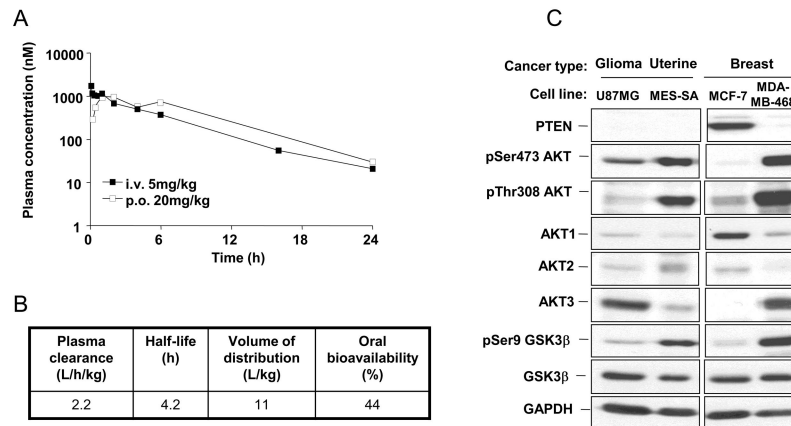 A
Plasma concentration (nM)
10000
1000
100
10
1
i.v. 5mg/kg
p.o. 20mg/kg
0 6 12 18 24
Time (h)
B
Plasma clearance (L/h/kg)
Half-life (h)
Volume of distribution (L/kg)
Oral bioavailability (%)
2.2 4.2 11 44
C
Cancer type: Glioma Uterine Breast
Cell line: U87MG MES-SA MCF-7 MDA-MB-468
PTEN
pSer473 AKT
pThr308 AKT
AKT1
AKT2
AKT3
pSer9 GSK3β
GSK3β
GAPDH